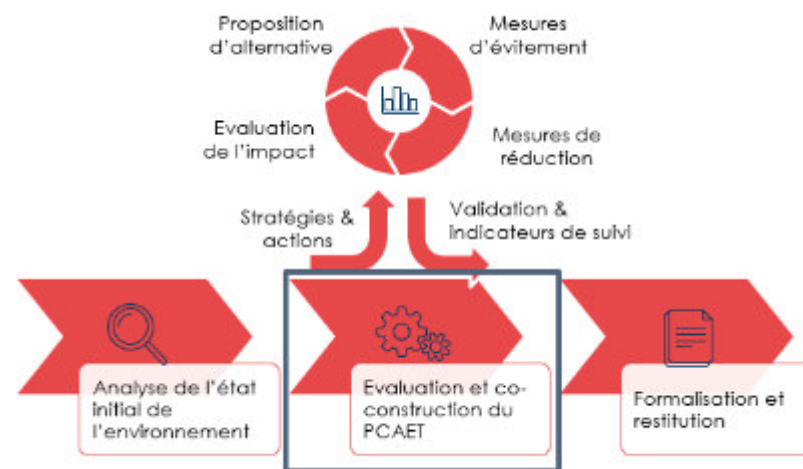 Proposition
d'alternative
Mesures
d'évitement
Evaluation
de l'impact
Mesures de
réduction
Stratégies &
actions
Validation &
indicateurs de suivi
Analyse de l'état
initial de
l'environnement
Evaluation et co-
construction du
PCAET
Formalisation et
restitution